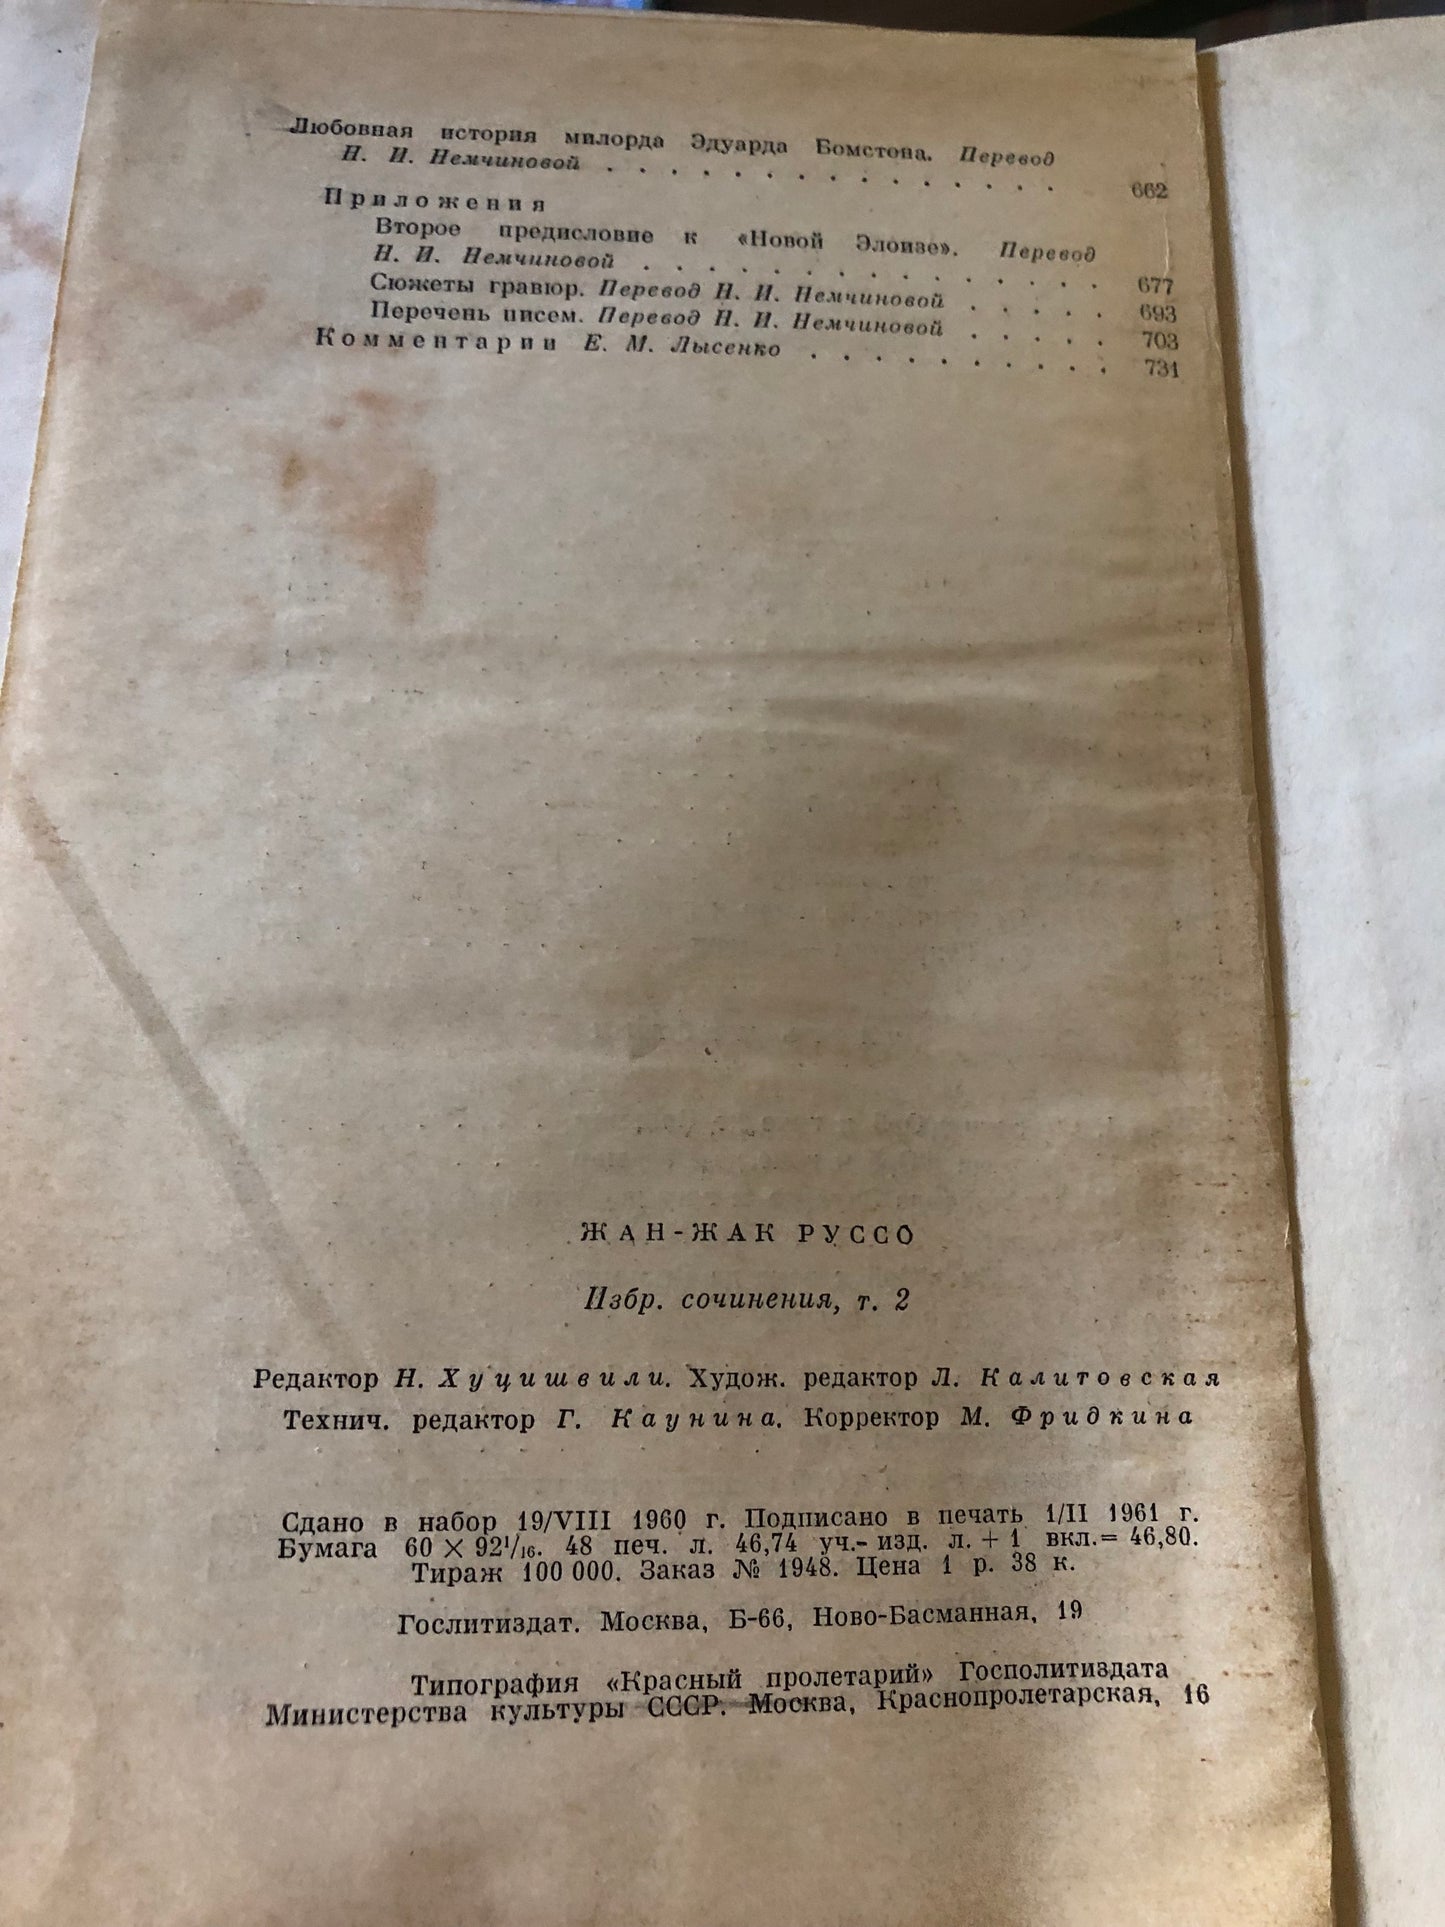 Любовная история милорда Эдуарда Бомстона. Перевод
Н. И. Немчиновой . . . . . . . . . . . . . . . 662
Приложения
Второе предисловие к «Новой Элоизе». Перевод
Н. И. Немчиновой . . . . . . . . . . . . . . . 677
Сюжеты гравюр. Перевод Н. И. Немчиновой . . . . . 693
Перечень писем. Перевод Н. И. Немчиновой . . . . . 703
Комментарии Е. М. Лысенко . . . . . . . . . . 731
ЖАН-ЖАК РУССО
Избр. сочинения, т. 2
Редактор Н. Хуцишвили. Худож. редактор Л. Калитовская
Технич. редактор Г. Каунина. Корректор М. Фридкина
Сдано в набор 19/VIII 1960 г. Подписано в печать 1/II 1961 г.
Бумага 60 × 92¹/₁₆. 48 печ. л. 46,74 уч.-изд. л. + 1 вкл.= 46,80.
Тираж 100 000. Заказ № 1948. Цена 1 р. 38 к.
Гослитиздат. Москва, Б-66, Ново-Басманная, 19
Типография «Красный пролетарий» Госполитиздата
Министерства культуры СССР. Москва, Краснопролетарская, 16